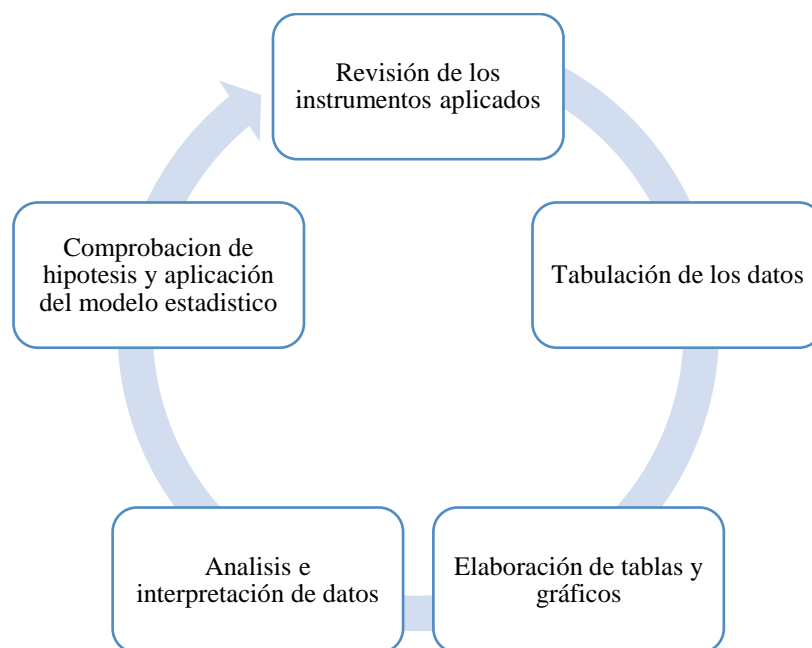 Revisión de los
instrumentos aplicados
Tabulación de los datos
Elaboración de tablas y
gráficos
Analisis e
interpretación de datos
Comprobacion de
hipotesis y aplicación
del modelo estadistico